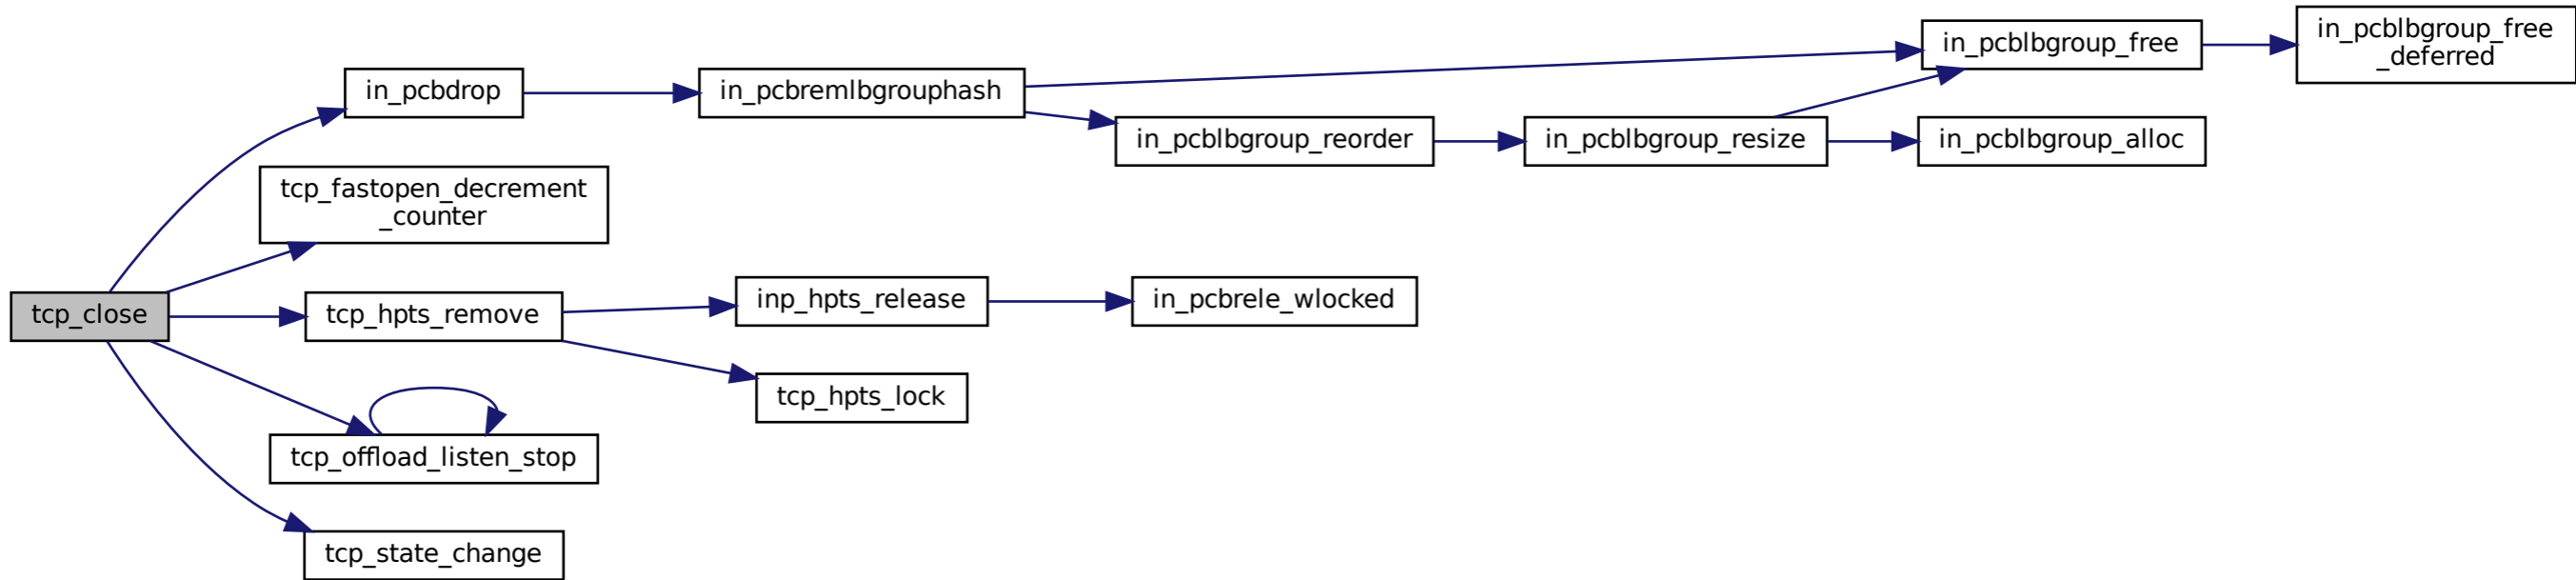 in_pcblbgroup_free
_deferred
in_pcblbgroup_free
in_pcbdrop
in_pcbremlbgrouphash
in_pcblbgroup_reorder
in_pcblbgroup_resize
in_pcblbgroup_alloc
tcp_fastopen_decrement
_counter
tcp_close
tcp_hpts_remove
inp_hpts_release
in_pcbrele_wlocked
tcp_hpts_lock
tcp_offload_listen_stop
tcp_state_change